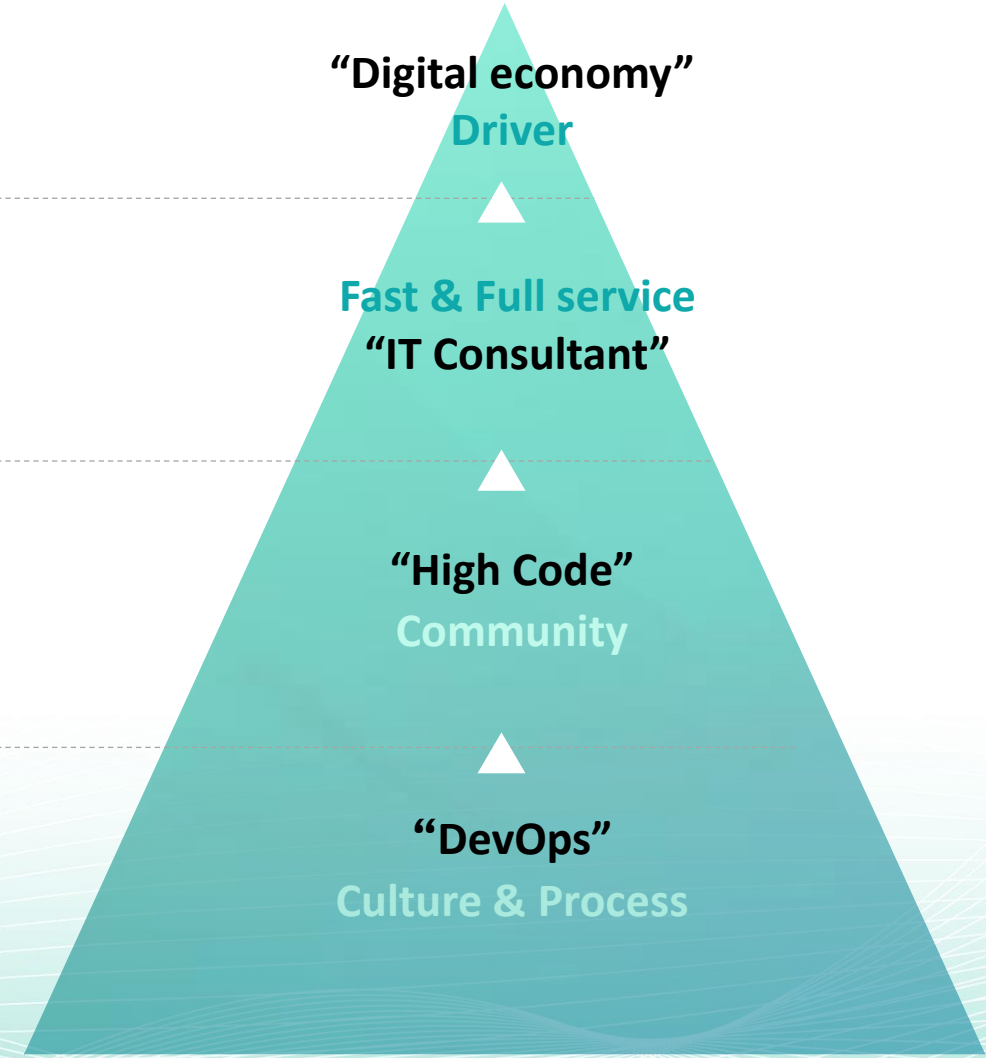 “Digital economy”
Driver
Fast & Full service
“IT Consultant”
“High Code”
Community
“DevOps”
Culture & Process